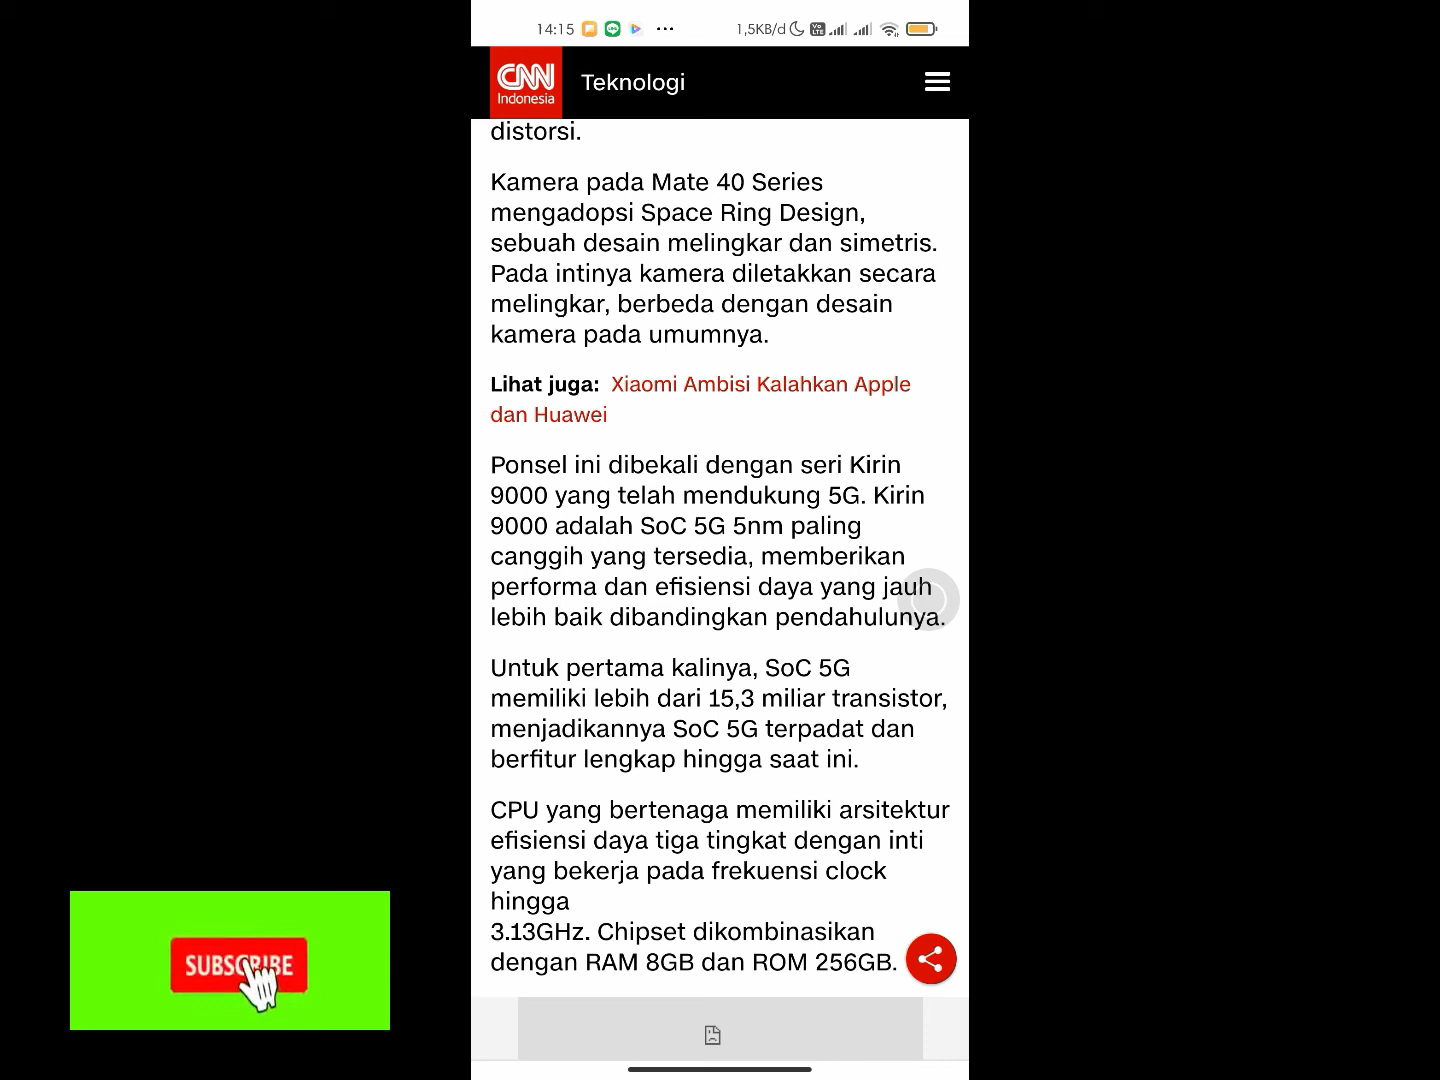 14:15
1,5KB/d
Vo LTE
CNN
Indonesia
Teknologi
distorsi.
Kamera pada Mate 40 Series
mengadopsi Space Ring Design,
sebuah desain melingkar dan simetris.
Pada intinya kamera diletakkan secara
melingkar, berbeda dengan desain
kamera pada umumnya.
Lihat juga: Xiaomi Ambisi Kalahkan Apple
dan Huawei
Ponsel ini dibekali dengan seri Kirin
9000 yang telah mendukung 5G. Kirin
9000 adalah SoC 5G 5nm paling
canggih yang tersedia, memberikan
performa dan efisiensi daya yang jauh
lebih baik dibandingkan pendahulunya.
Untuk pertama kalinya, SoC 5G
memiliki lebih dari 15,3 miliar transistor,
menjadikannya SoC 5G terpadat dan
berfitur lengkap hingga saat ini.
CPU yang bertenaga memiliki arsitektur
efisiensi daya tiga tingkat dengan inti
yang bekerja pada frekuensi clock
hingga
3.13GHz. Chipset dikombinasikan
dengan RAM 8GB dan ROM 256GB.
SUBSCRIBE